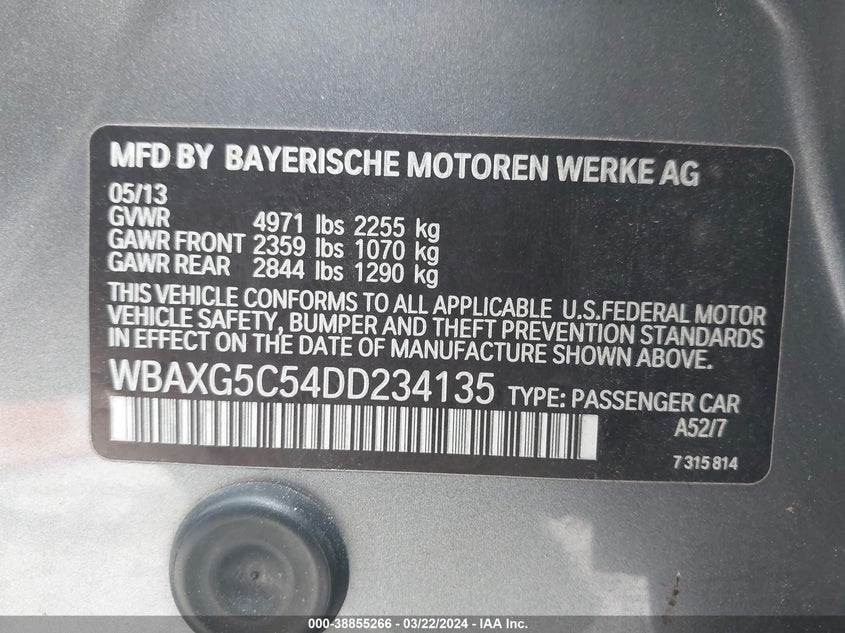 MFD BY BAYERISCHE MOTOREN WERKE AG
05/13
GVWR 4971 lbs 2255 kg
GAWR FRONT 2359 lbs 1070 kg
GAWR REAR 2844 lbs 1290 kg
THIS VEHICLE CONFORMS TO ALL APPLICABLE U.S.FEDERAL MOTOR
VEHICLE SAFETY, BUMPER AND THEFT PREVENTION STANDARDS
IN EFFECT ON THE DATE OF MANUFACTURE SHOWN ABOVE.
WBAXG5C54DD234135 TYPE: PASSENGER CAR
A52/7
7315814
000-38855266 - 03/22/2024 - IAA Inc.